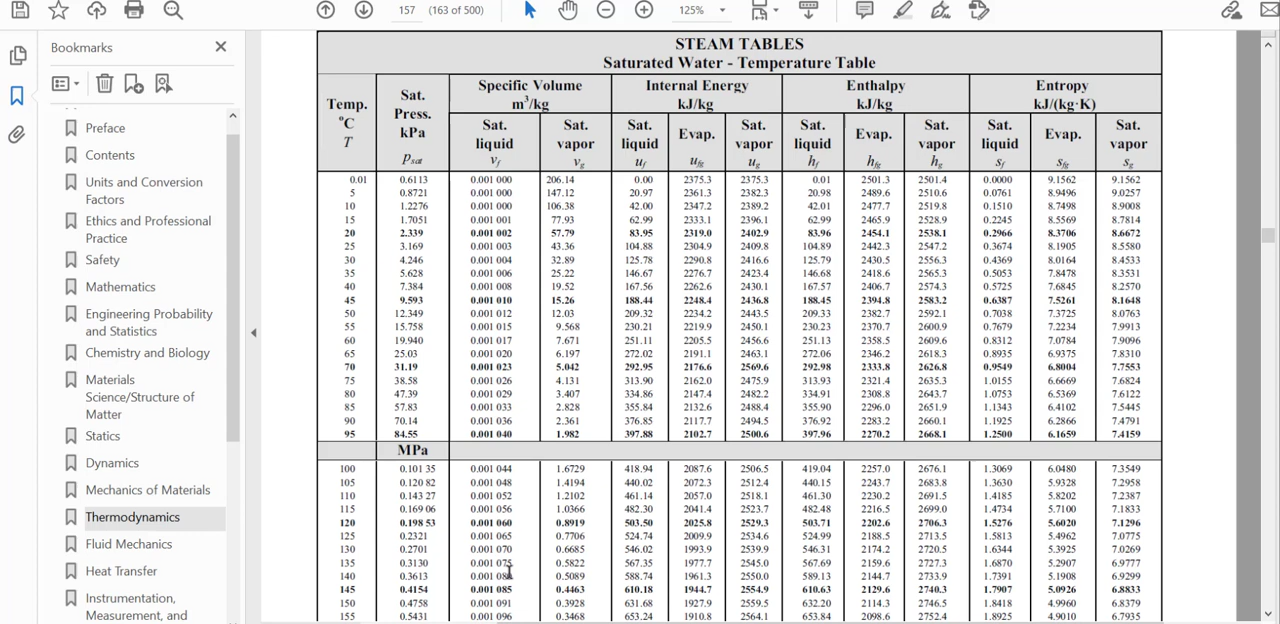 157 (163 of 500) 125%
Bookmarks
Preface
Contents
Units and Conversion
Factors
Ethics and Professional
Practice
Safety
Mathematics
Engineering Probability
and Statistics
Chemistry and Biology
Materials
Science/Structure of
Matter
Statics
Dynamics
Mechanics of Materials
Thermodynamics
Fluid Mechanics
Heat Transfer
Instrumentation,
Measurement, and
STEAM TABLES
Saturated Water - Temperature Table
Temp. °C T
Sat. Press. kPa p_sat
Specific Volume m³/kg
Internal Energy kJ/kg
Enthalpy kJ/kg
Entropy kJ/(kg·K)
Sat. liquid v_f Sat. vapor v_g Sat. liquid u_f Evap. u_fg Sat. vapor u_g Sat. liquid h_f Evap. h_fg Sat. vapor h_g Sat. liquid s_f Evap. s_fg Sat. vapor s_g
0.01 0.6113 0.001 000 206.14 0.00 2375.3 2375.3 0.01 2501.3 2501.4 0.0000 9.1562 9.1562
5 0.8721 0.001 000 147.12 20.97 2361.3 2382.3 20.98 2489.6 2510.6 0.0761 8.9496 9.0257
10 1.2276 0.001 000 106.38 42.00 2347.2 2389.2 42.01 2477.7 2519.8 0.1510 8.7498 8.9008
15 1.7051 0.001 001 77.93 62.99 2333.1 2396.1 62.99 2465.9 2528.9 0.2245 8.5569 8.7814
20 2.339 0.001 002 57.79 83.95 2319.0 2402.9 83.96 2454.1 2538.1 0.2966 8.3706 8.6672
25 3.169 0.001 003 43.36 104.88 2304.9 2409.8 104.89 2442.3 2547.2 0.3674 8.1905 8.5580
30 4.246 0.001 004 32.89 125.78 2290.8 2416.6 125.79 2430.5 2556.3 0.4369 8.0164 8.4533
35 5.628 0.001 006 25.22 146.67 2276.7 2423.4 146.68 2418.6 2565.3 0.5053 7.8478 8.3531
40 7.384 0.001 008 19.52 167.56 2262.6 2430.1 167.57 2406.7 2574.3 0.5725 7.6845 8.2570
45 9.593 0.001 010 15.26 188.44 2248.4 2436.8 188.45 2394.8 2583.2 0.6387 7.5261 8.1648
50 12.349 0.001 012 12.03 209.32 2234.2 2443.5 209.33 2382.7 2592.1 0.7038 7.3725 8.0763
55 15.758 0.001 015 9.568 230.21 2219.9 2450.1 230.23 2370.7 2600.9 0.7679 7.2234 7.9913
60 19.940 0.001 017 7.671 251.11 2205.5 2456.6 251.13 2358.5 2609.6 0.8312 7.0784 7.9096
65 25.03 0.001 020 6.197 272.02 2191.1 2463.1 272.06 2346.2 2618.3 0.8935 6.9375 7.8310
70 31.19 0.001 023 5.042 292.95 2176.6 2569.6 292.98 2333.8 2626.8 0.9549 6.8004 7.7553
75 38.58 0.001 026 4.131 313.90 2162.0 2475.9 313.93 2321.4 2635.3 1.0155 6.6669 7.6824
80 47.39 0.001 029 3.407 334.86 2147.4 2482.2 334.91 2308.8 2643.7 1.0753 6.5369 7.6122
85 57.83 0.001 033 2.828 355.84 2132.6 2488.4 355.90 2296.0 2651.9 1.1343 6.4102 7.5445
90 70.14 0.001 036 2.361 376.85 2117.7 2494.5 376.92 2283.2 2660.1 1.1925 6.2866 7.4791
95 84.55 0.001 040 1.982 397.88 2102.7 2500.6 397.96 2270.2 2668.1 1.2500 6.1659 7.4159
MPa
100 0.101 35 0.001 044 1.6729 418.94 2087.6 2506.5 419.04 2257.0 2676.1 1.3069 6.0480 7.3549
105 0.120 82 0.001 048 1.4194 440.02 2072.3 2512.4 440.15 2243.7 2683.8 1.3630 5.9328 7.2958
110 0.143 27 0.001 052 1.2102 461.14 2057.0 2518.1 461.30 2230.2 2691.5 1.4185 5.8202 7.2387
115 0.169 06 0.001 056 1.0366 482.30 2041.4 2523.7 482.48 2216.5 2699.0 1.4734 5.7100 7.1833
120 0.198 53 0.001 060 0.8919 503.50 2025.8 2529.3 503.71 2202.6 2706.3 1.5276 5.6020 7.1296
125 0.2321 0.001 065 0.7706 524.74 2009.9 2534.6 524.99 2188.5 2713.5 1.5813 5.4962 7.0775
130 0.2701 0.001 070 0.6685 546.02 1993.9 2539.9 546.31 2174.2 2720.5 1.6344 5.3925 7.0269
135 0.3130 0.001 075 0.5822 567.35 1977.7 2545.0 567.69 2159.6 2727.3 1.6870 5.2907 6.9777
140 0.3613 0.001 0.5089 588.74 1961.3 2550.0 589.13 2144.7 2733.9 1.7391 5.1908 6.9299
145 0.4154 0.001 085 0.4463 610.18 1944.7 2554.9 610.63 2129.6 2740.3 1.7907 5.0926 6.8833
150 0.4758 0.001 091 0.3928 631.68 1927.9 2559.5 632.20 2114.3 2746.5 1.8418 4.9960 6.8379
155 0.5431 0.001 096 0.3468 653.24 1910.8 2564.1 653.84 2098.6 2752.4 1.8925 4.9010 6.7935